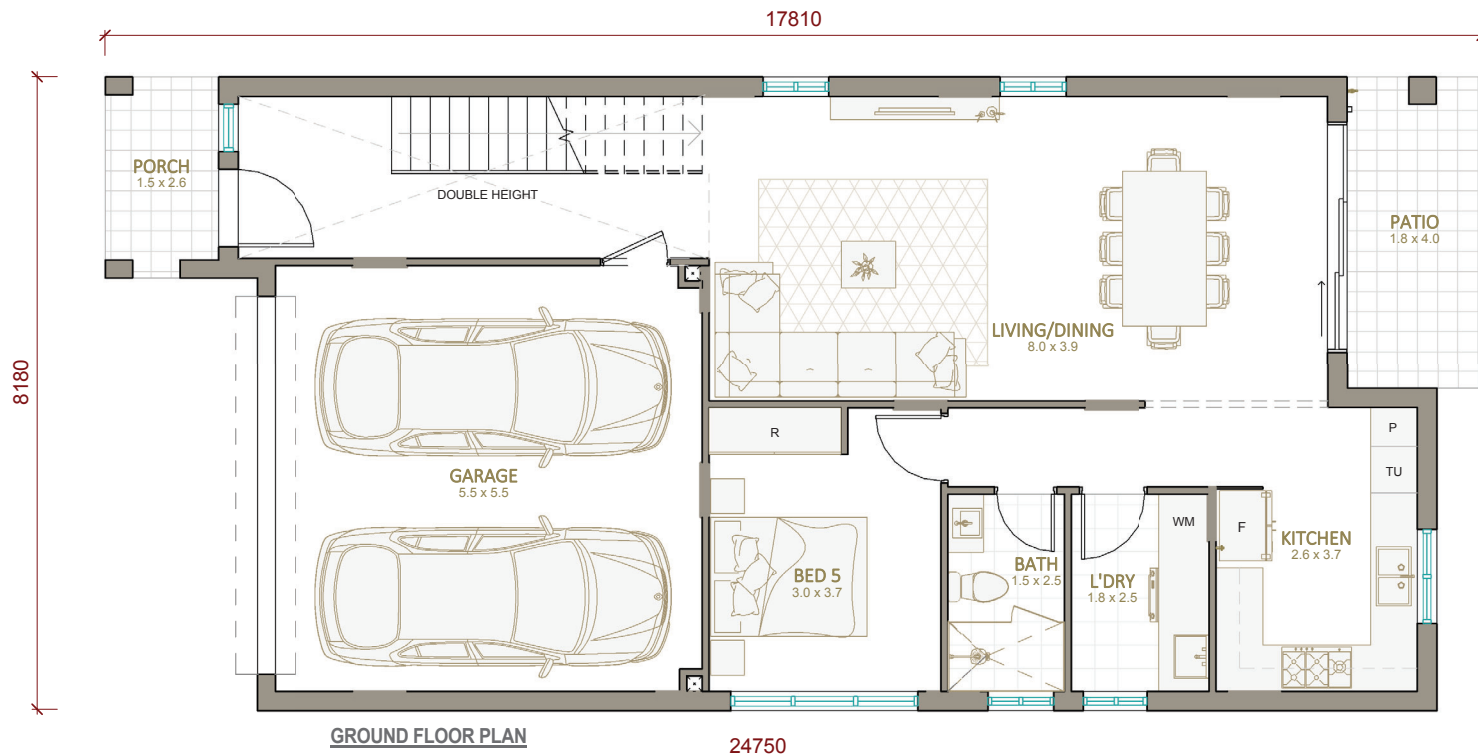 17810
8180
PORCH
1.5 x 2.6
DOUBLE HEIGHT
PATIO
1.8 x 4.0
LIVING/DINING
8.0 x 3.9
GARAGE
5.5 x 5.5
R
P
TU
WM
F
KITCHEN
2.6 x 3.7
BED 5
3.0 x 3.7
BATH
1.5 x 2.5
L'DRY
1.8 x 2.5
GROUND FLOOR PLAN
24750